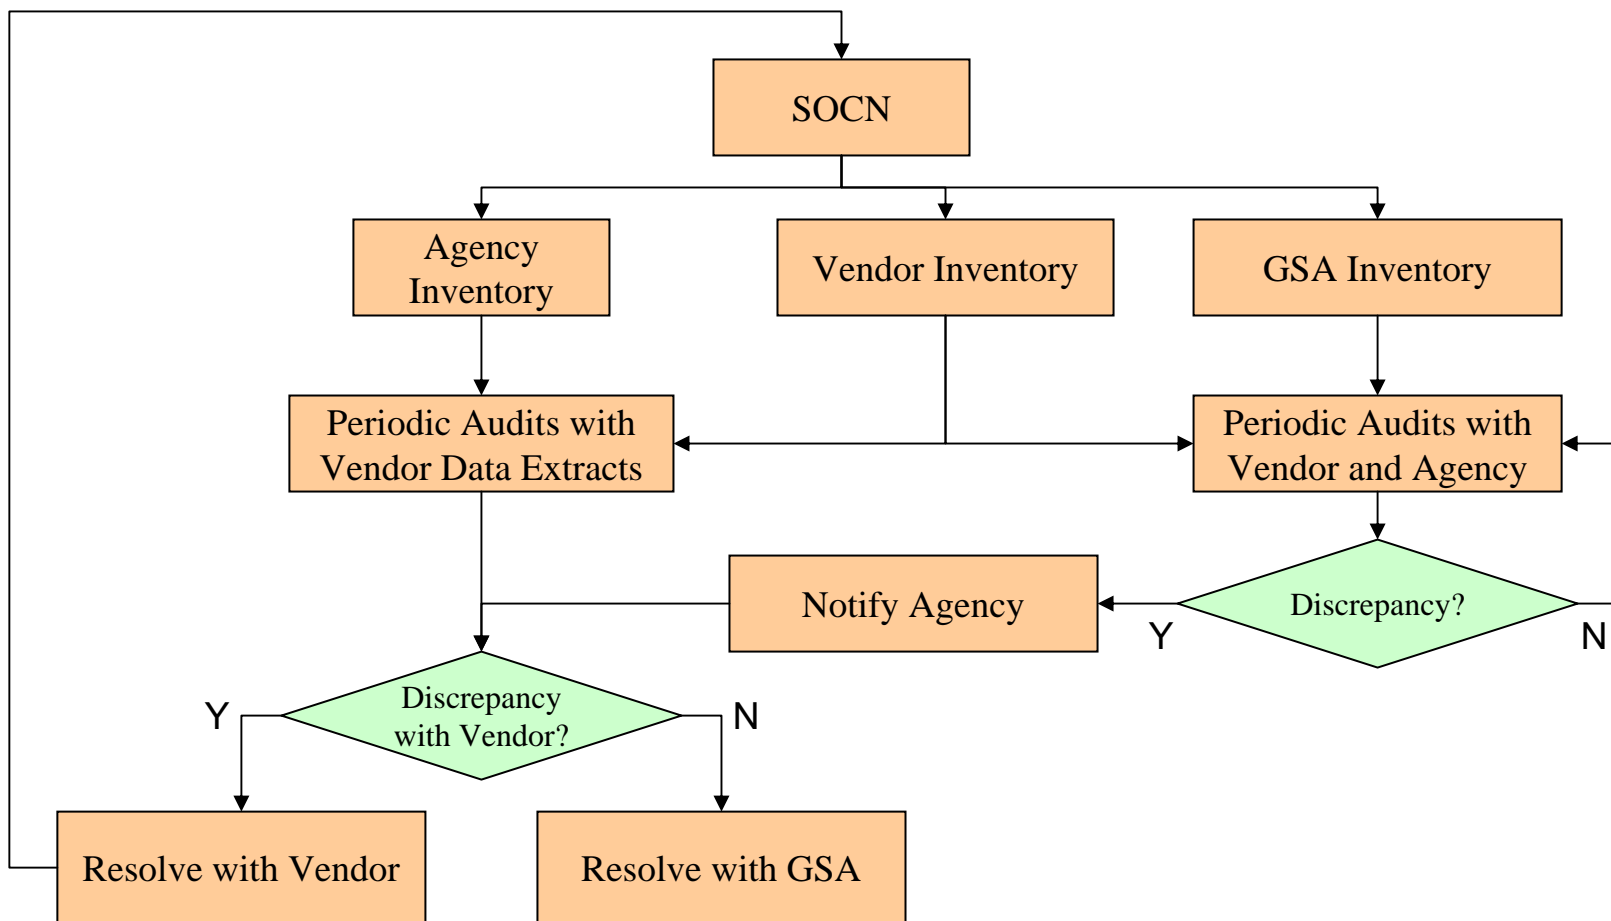 SOCN
Agency
Inventory
Vendor Inventory
GSA Inventory
Periodic Audits with
Vendor Data Extracts
Periodic Audits with
Vendor and Agency
Notify Agency
Discrepancy?
Y
N
Discrepancy
with Vendor?
Y
N
Resolve with Vendor
Resolve with GSA